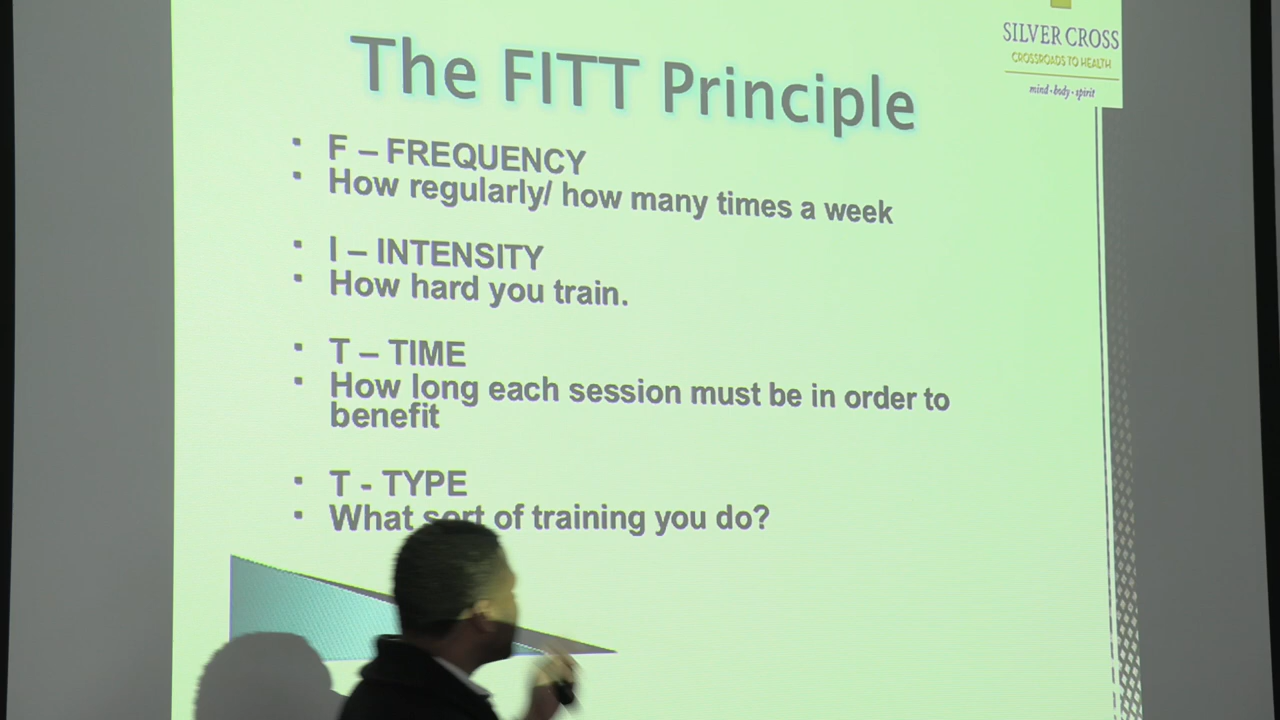 SILVER CROSS
CROSSROADS TO HEALTH
mind • body • spirit
The FITT Principle
▪ F – FREQUENCY
▪ How regularly/ how many times a week
▪ I – INTENSITY
▪ How hard you train.
▪ T – TIME
▪ How long each session must be in order to
benefit
▪ T - TYPE
▪ What sort of training you do?